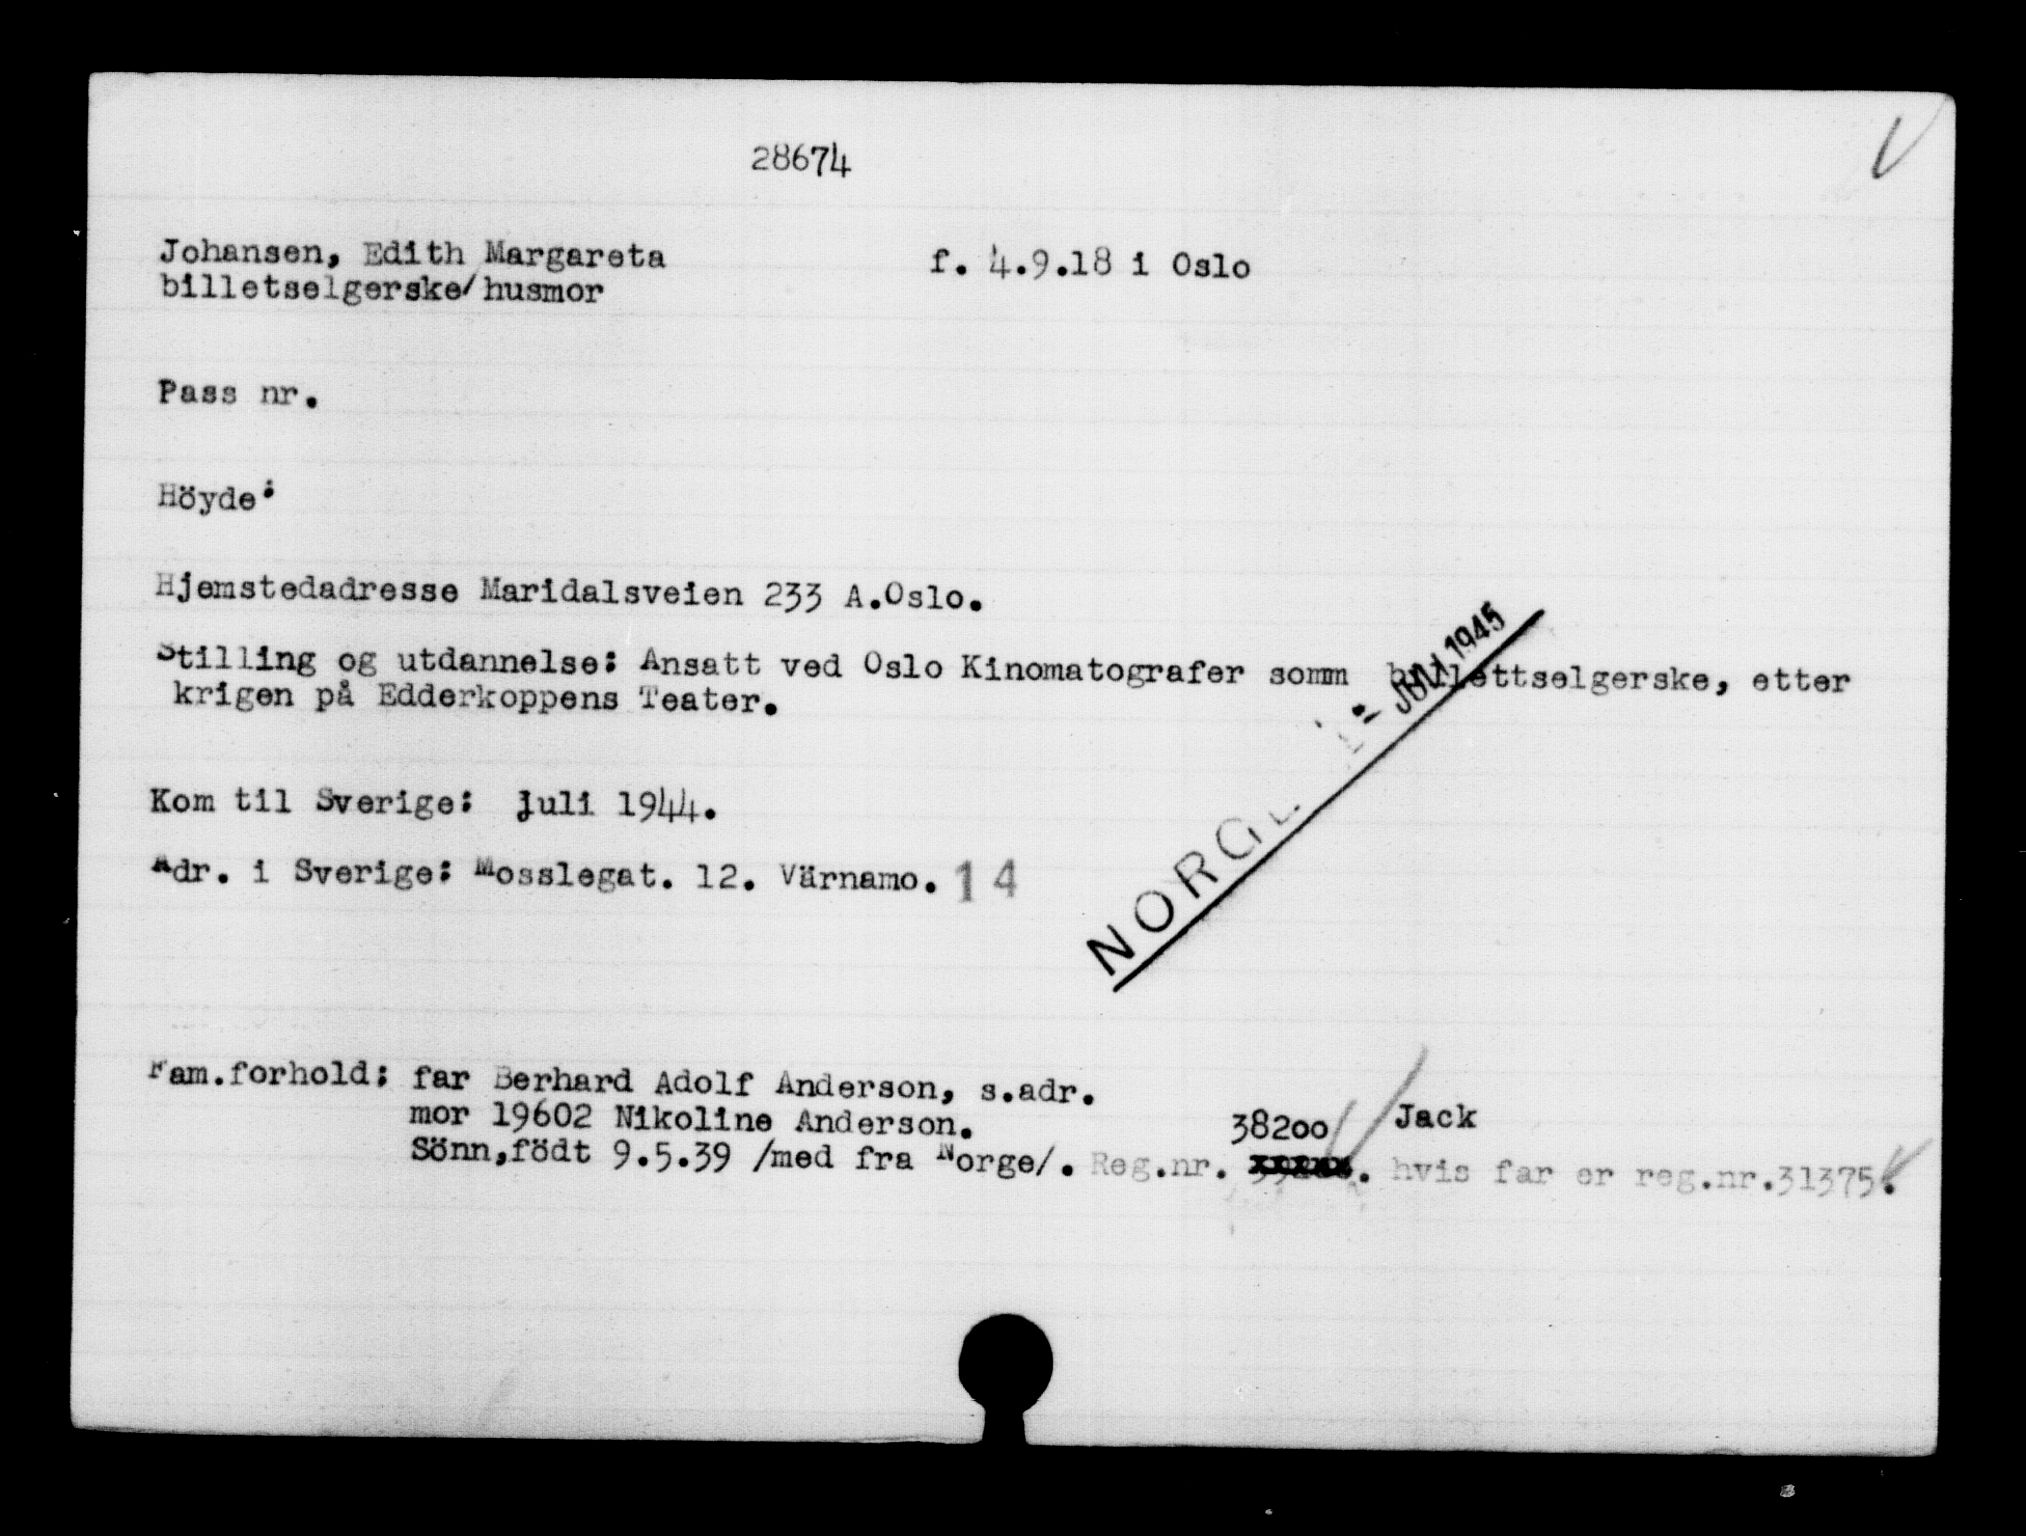 28674
Johansen, Edith Margareta f. 4.9.18 i Oslo
billetselgerske/husmor
Pass nr.
Höyde:
Hjemstedadresse Maridalsveien 233 A.Oslo.
Stilling og utdannelse: Ansatt ved Oslo Kinomatografer somm billettselgerske, etter
krigen på Edderkoppens Teater.
NORGE - JUNI 1945
Kom til Sverige: juli 1944.
Adr. i Sverige: Mosslegat. 12. Värnamo. 14
Fam.forhold; far Berhard Adolf Anderson, s.adr.
mor 19602 Nikoline Anderson. 38200 Jack
Sönn,födt 9.5.39 /med fra Norge/. Reg.nr. . hvis far er reg.nr.31375.